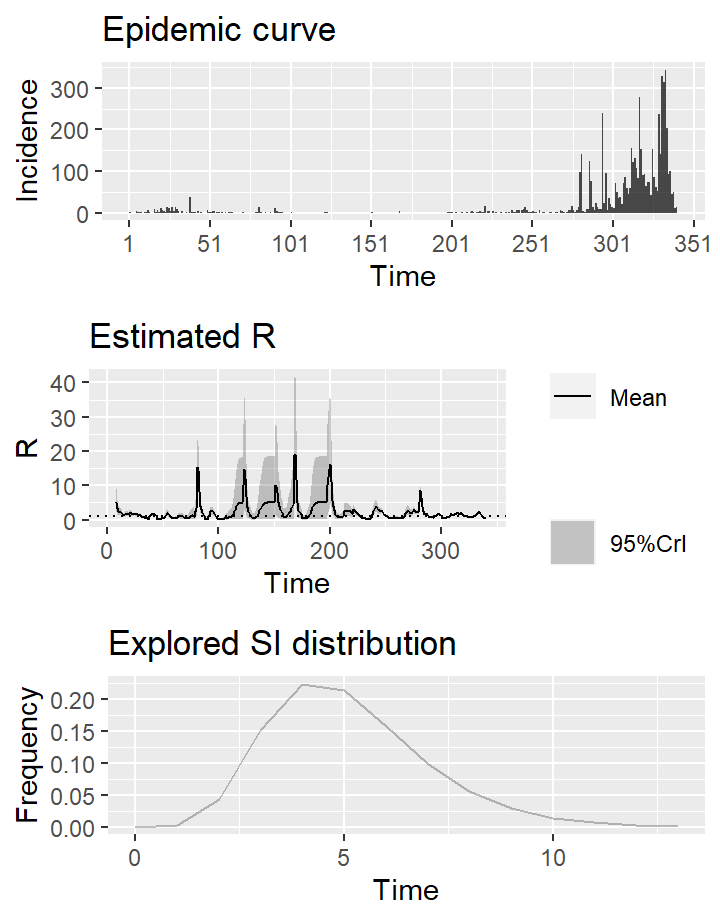 Epidemic curve
Incidence
300
200
100
0
1 51 101 151 201 251 301 351
Time
Estimated R
R
40
30
20
10
0
0 100 200 300
Time
Mean
95%CrI
Explored SI distribution
Frequency
0.20
0.15
0.10
0.05
0.00
0 5 10
Time